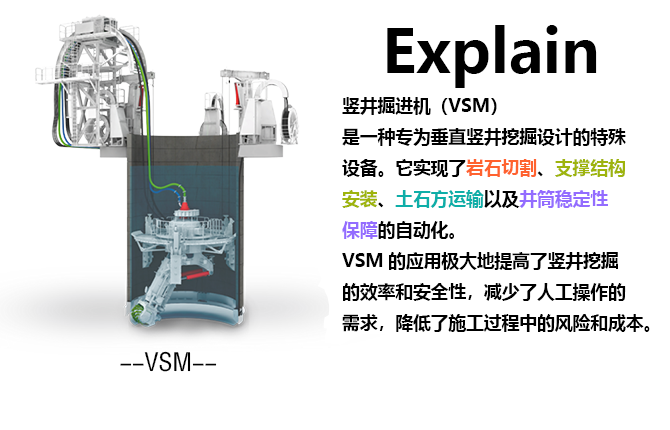 Explain
竖井掘进机（VSM）
是一种专为垂直竖井挖掘设计的特殊
设备。它实现了岩石切割、支撑结构
安装、土石方运输以及井筒稳定性
保障的自动化。
VSM 的应用极大地提高了竖井挖掘
的效率和安全性，减少了人工操作的
需求，降低了施工过程中的风险和成本。
--VSM--